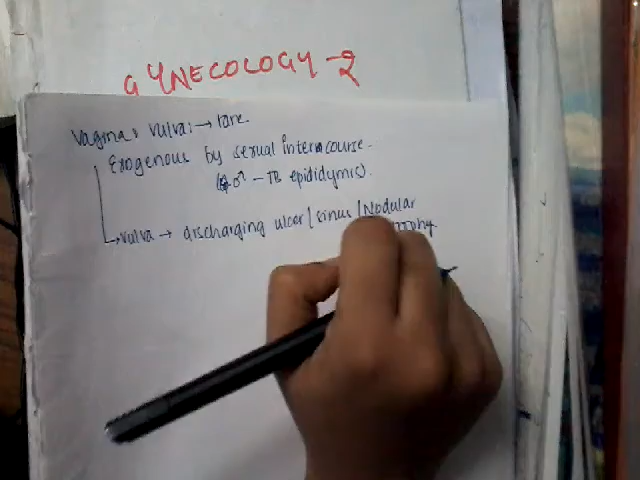 GYNECOLOGY-2
Vagina, Vulva: → rare.
Exogenous by sexual intercourse.
♂ - TB epididymis).
→ vulva → discharging ulcer / sinus / Nodular